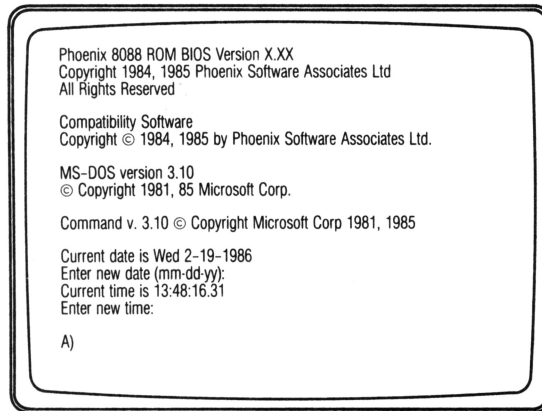 Phoenix 8088 ROM BIOS Version X.XX
Copyright 1984, 1985 Phoenix Software Associates Ltd
All Rights Reserved
Compatibility Software
Copyright © 1984, 1985 by Phoenix Software Associates Ltd.
MS-DOS version 3.10
© Copyright 1981, 85 Microsoft Corp.
Command v. 3.10 © Copyright Microsoft Corp 1981, 1985
Current date is Wed 2-19-1986
Enter new date (mm-dd-yy):
Current time is 13:48:16.31
Enter new time:
A)